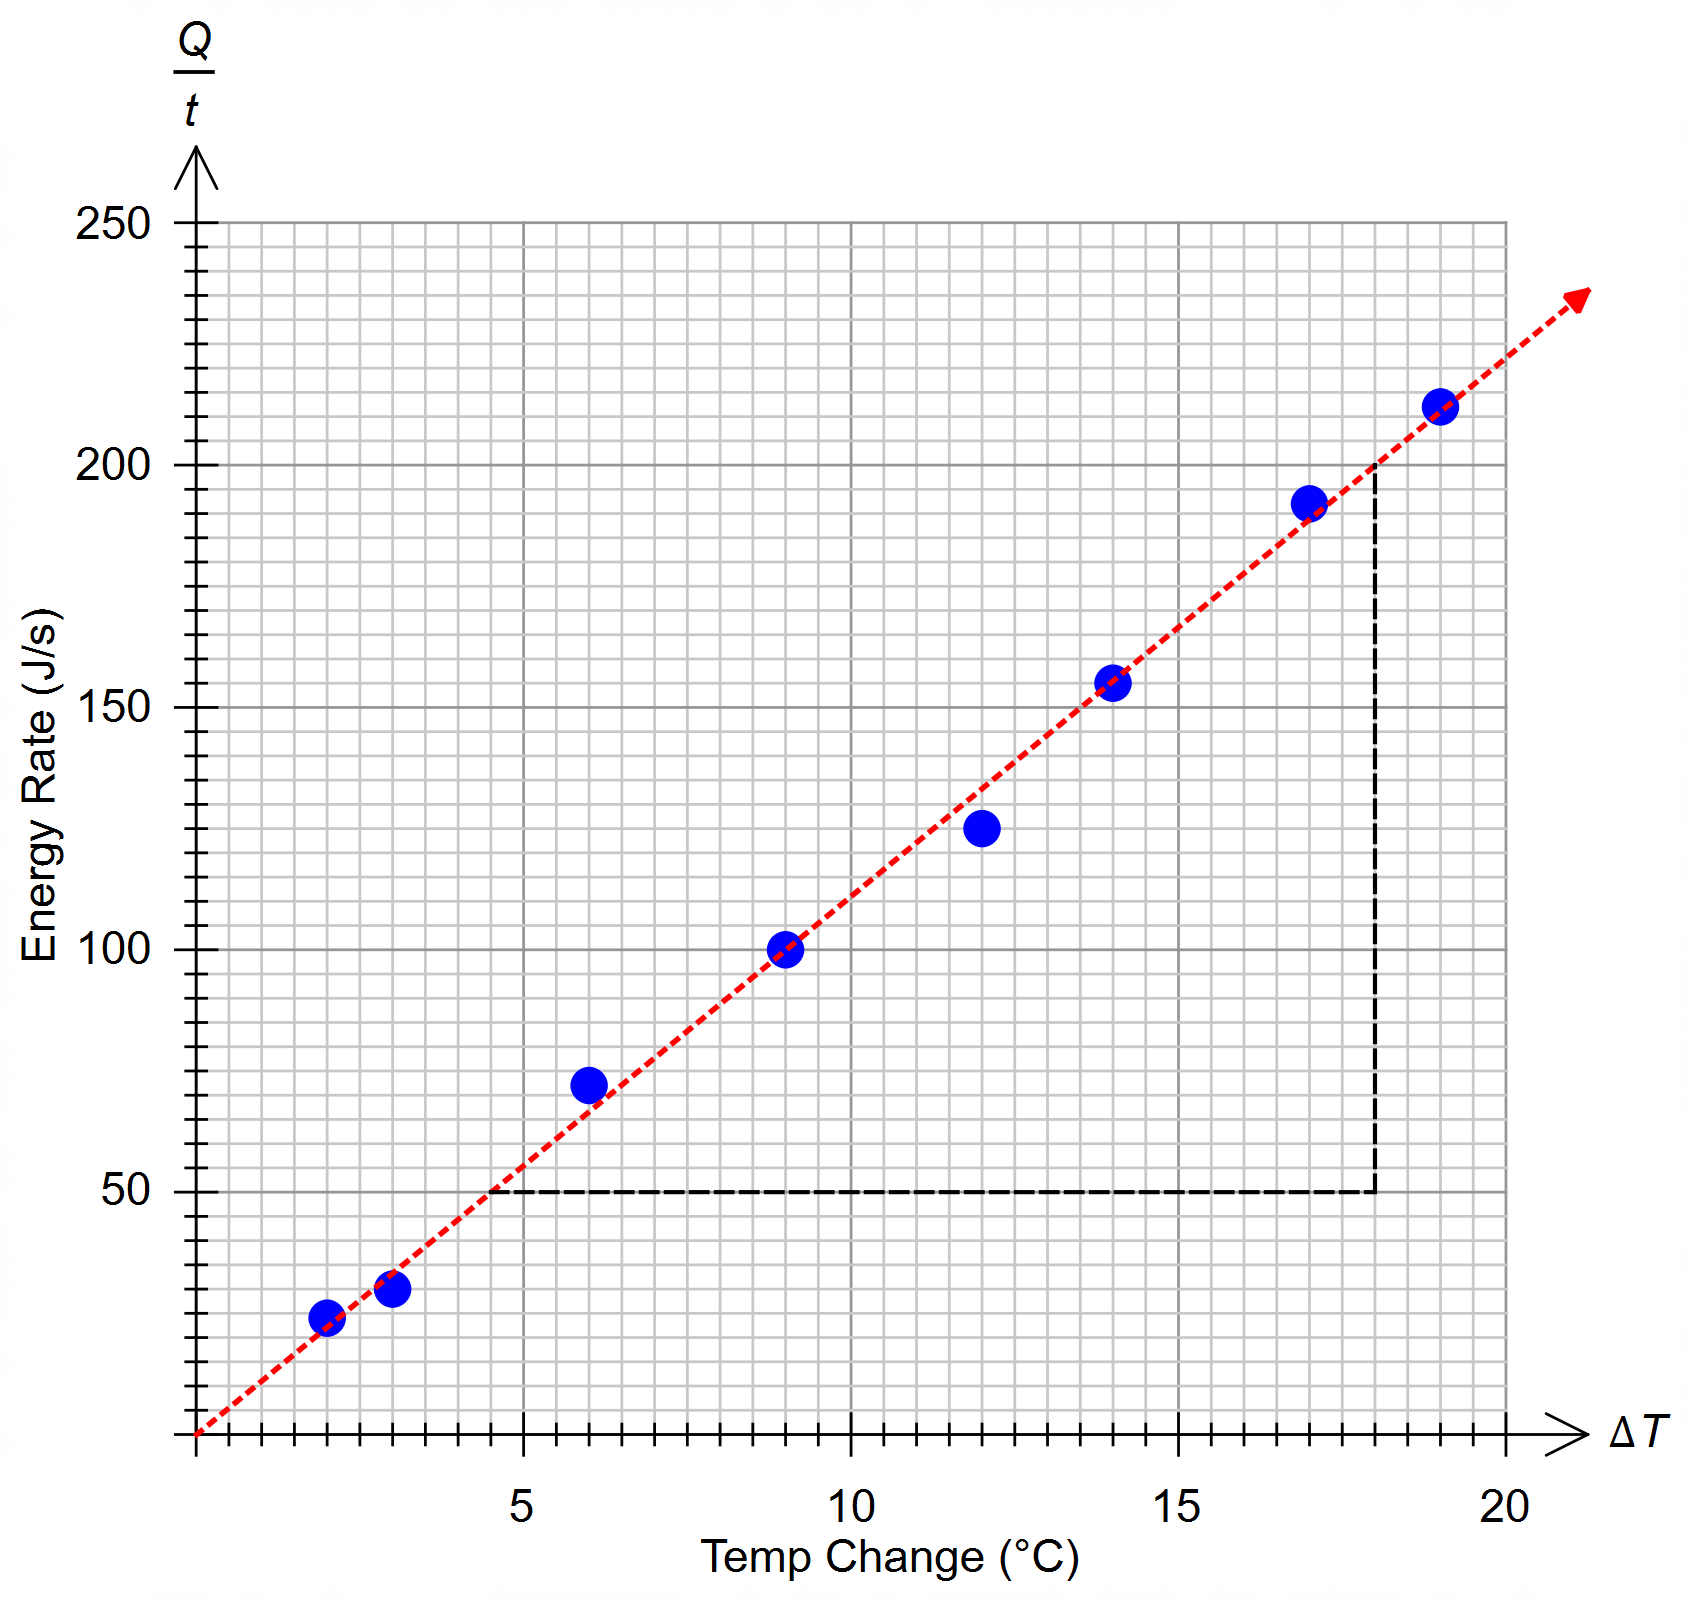 Q
t
250
200
150
100
50
Energy Rate (J/s)
ΔT
5 10 15 20
Temp Change (°C)